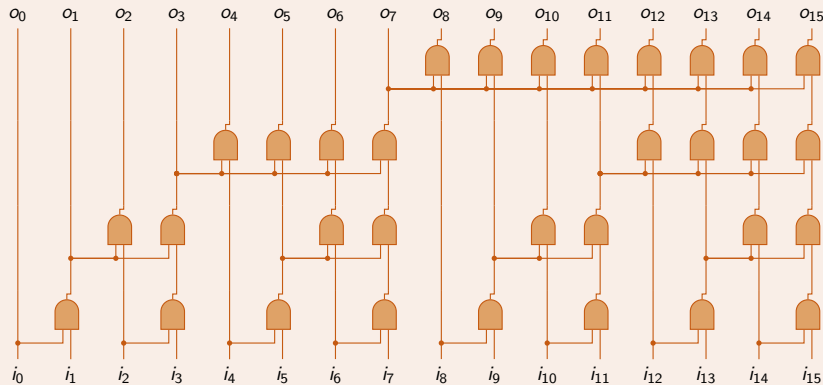 o₀ o₁ o₂ o₃ o₄ o₅ o₆ o₇ o₈ o₉ o₁₀ o₁₁ o₁₂ o₁₃ o₁₄ o₁₅
i₀ i₁ i₂ i₃ i₄ i₅ i₆ i₇ i₈ i₉ i₁₀ i₁₁ i₁₂ i₁₃ i₁₄ i₁₅